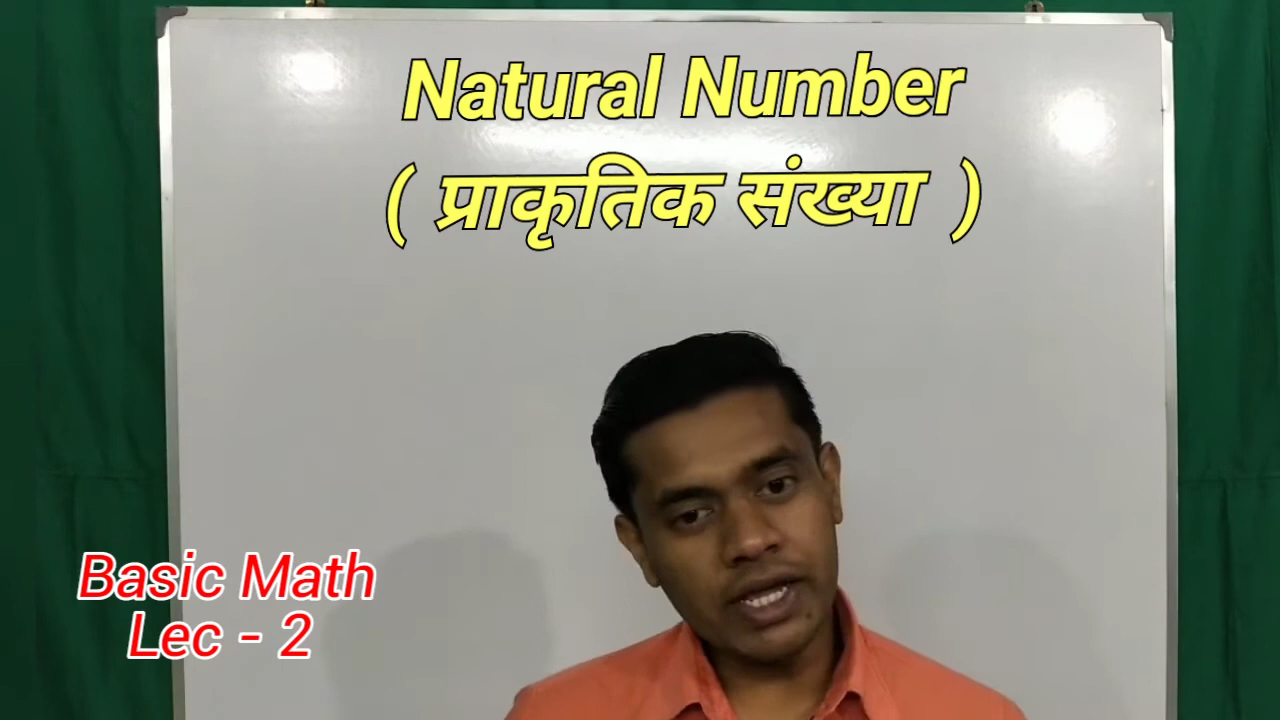 Natural Number
( प्राकृतिक संख्या )
Basic Math
Lec - 2